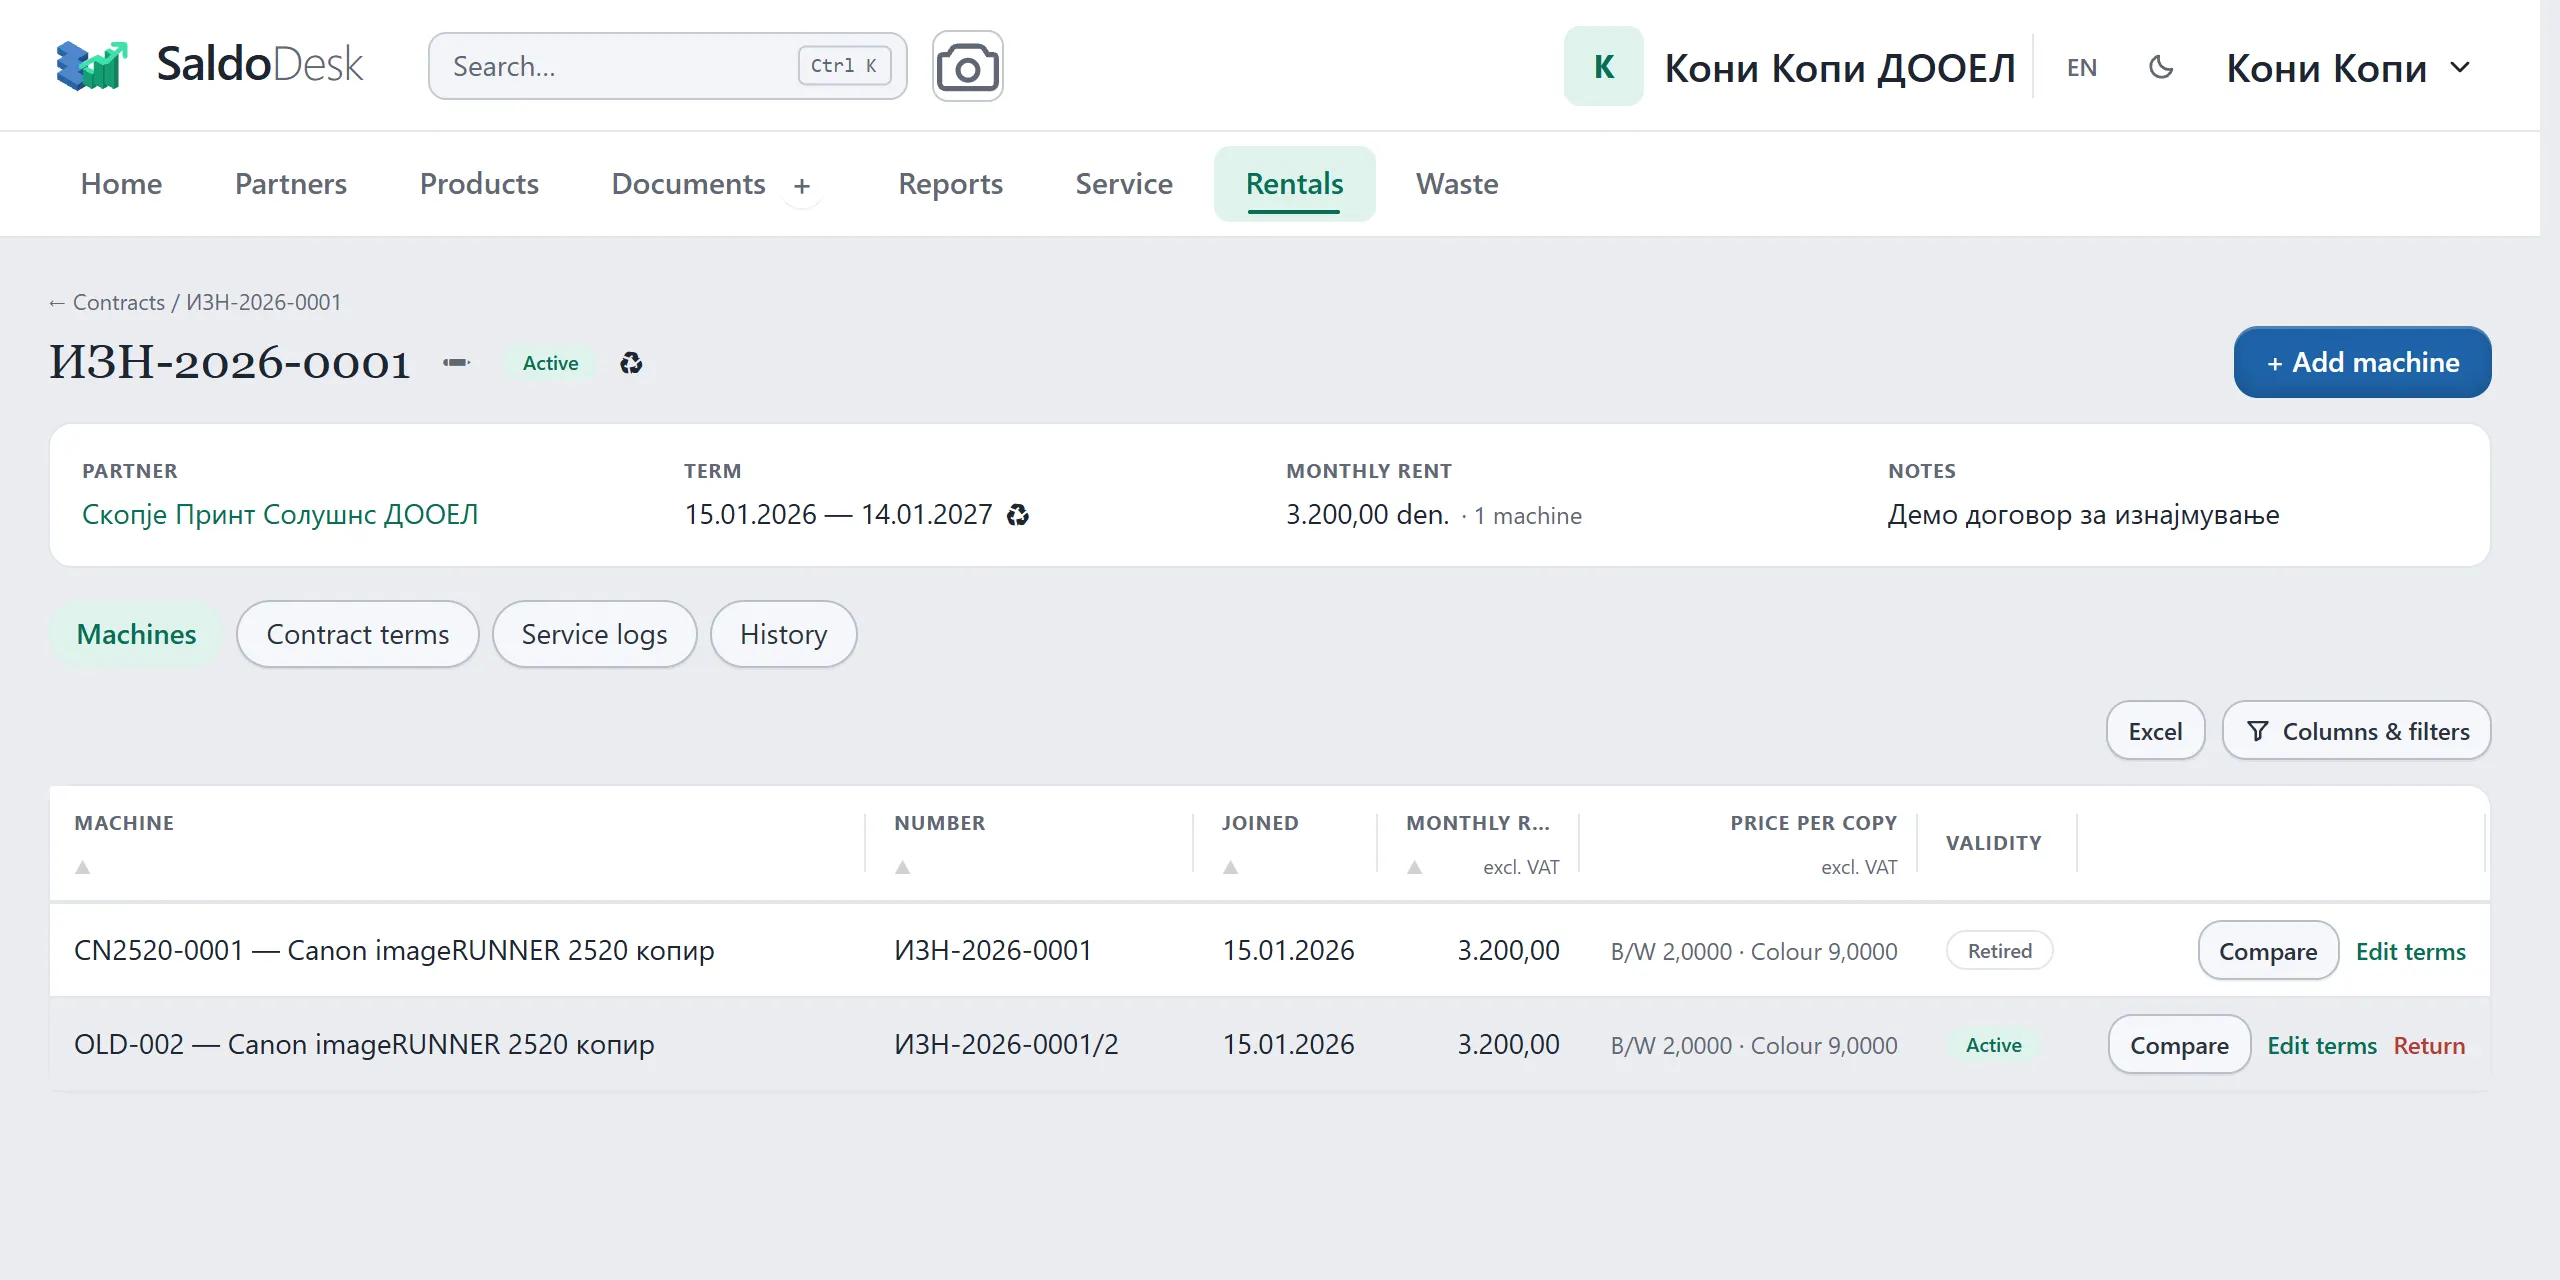 SaldoDesk
Search...
Ctrl K
K
Кони Копи ДООЕЛ
EN
Кони Копи
Home
Partners
Products
Documents +
Reports
Service
Rentals
Waste
← Contracts / ИЗН-2026-0001
ИЗН-2026-0001
Active
+ Add machine
PARTNER
Скопје Принт Солушнс ДООЕЛ
TERM
15.01.2026 — 14.01.2027
MONTHLY RENT
3.200,00 den. · 1 machine
NOTES
Демо договор за изнајмување
Machines
Contract terms
Service logs
History
Excel
Columns & filters
MACHINE
NUMBER
JOINED
MONTHLY R...
excl. VAT
PRICE PER COPY
excl. VAT
VALIDITY
CN2520-0001 — Canon imageRUNNER 2520 копир
ИЗН-2026-0001
15.01.2026
3.200,00
B/W 2,0000 · Colour 9,0000
Retired
Compare
Edit terms
OLD-002 — Canon imageRUNNER 2520 копир
ИЗН-2026-0001/2
15.01.2026
3.200,00
B/W 2,0000 · Colour 9,0000
Active
Compare
Edit terms
Return